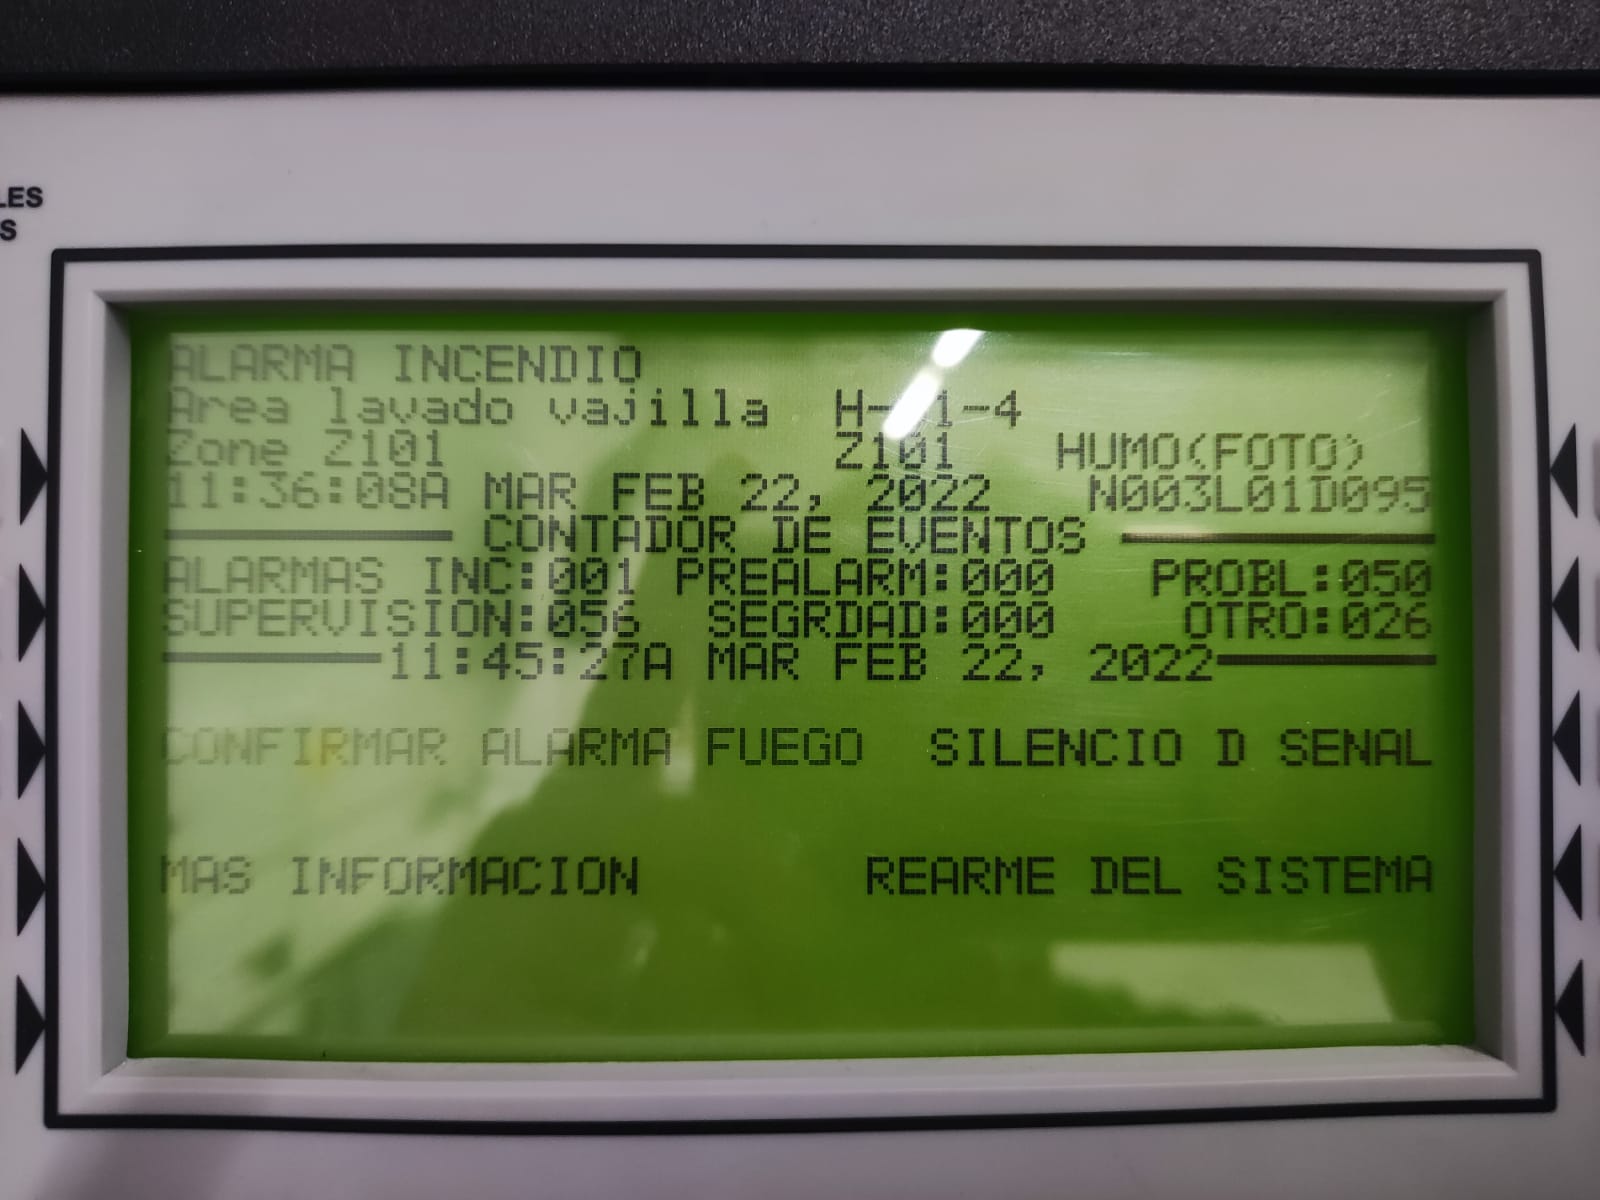 LES
S
ALARMA INCENDIO
Area lavado vajilla
Zone Z101 Z101 HUMO(FOTO)
11:36:08A MAR FEB 22, 2022 N003L01D095
CONTADOR DE EVENTOS
ALARMAS INC:001 PREALARM:000 PROBL:050
SUPERVISION:056 SEGRDAD:000 OTRO:026
11:45:27A MAR FEB 22, 2022
CONFIRMAR ALARMA FUEGO SILENCIO D SENAL
MAS INFORMACION REARME DEL SISTEMA